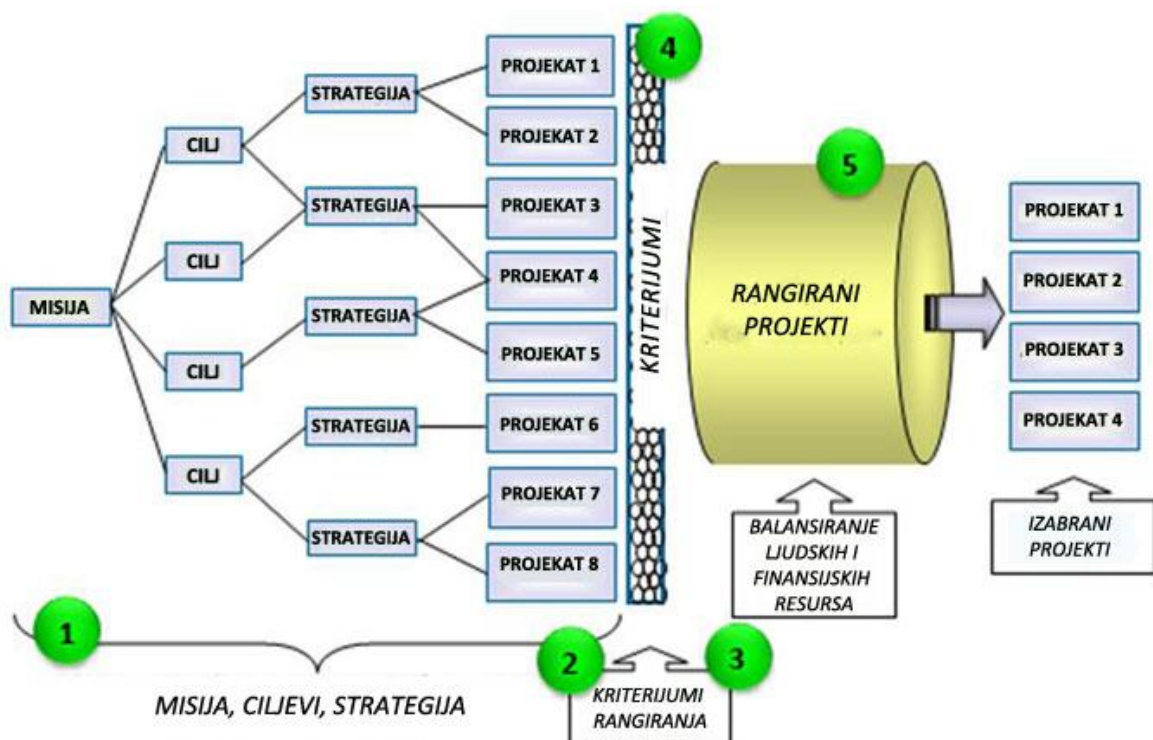 MISIJA
CILJ
CILJ
CILJ
CILJ
STRATEGIJA
STRATEGIJA
STRATEGIJA
STRATEGIJA
STRATEGIJA
PROJEKAT 1
PROJEKAT 2
PROJEKAT 3
PROJEKAT 4
PROJEKAT 5
PROJEKAT 6
PROJEKAT 7
PROJEKAT 8
4
KRITERIJUMI
5
RANGIRANI
PROJEKTI
PROJEKAT 1
PROJEKAT 2
PROJEKAT 3
PROJEKAT 4
BALANSIRANJE
LJUDSKIH I
FINANSIJSKIH
RESURSA
IZABRANI
PROJEKTI
1
MISIJA, CILJEVI, STRATEGIJA
2
3
KRITERIJUMI
RANGIRANJA